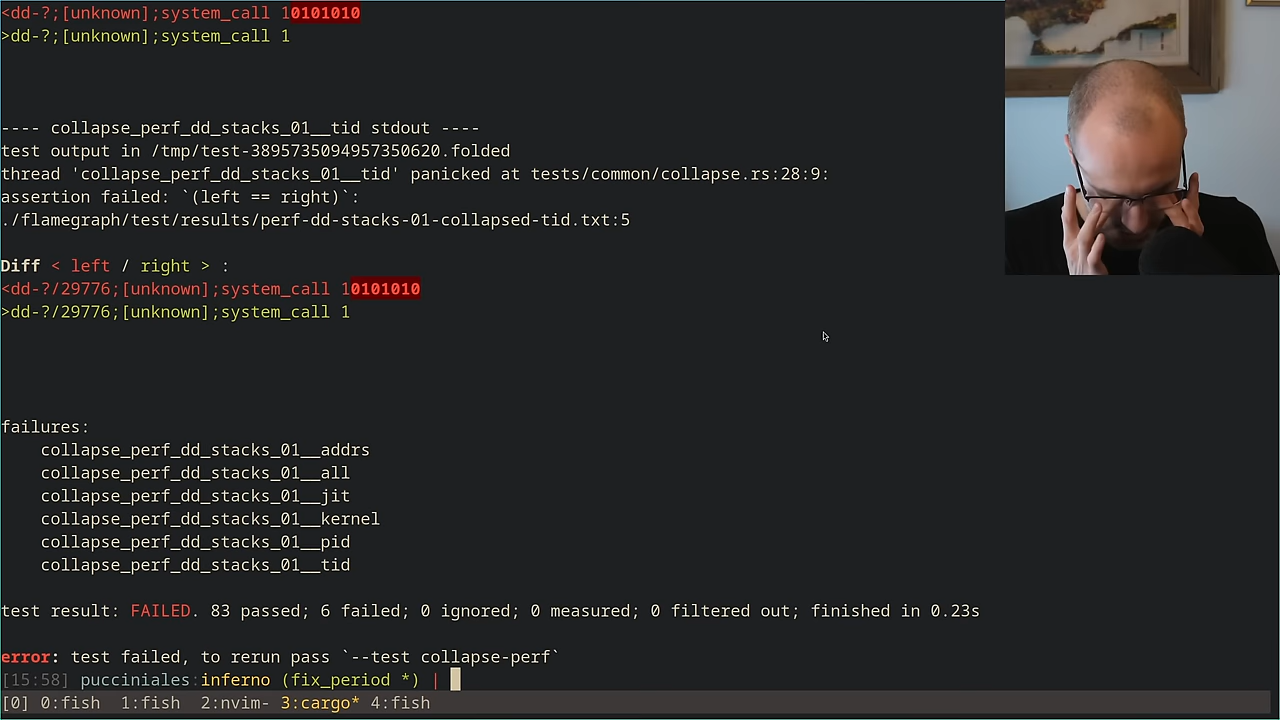 <dd-?;[unknown];system_call 10101010
>dd-?;[unknown];system_call 1
---- collapse_perf_dd_stacks_01__tid stdout ----
test output in /tmp/test-3895735094957350620.folded
thread 'collapse_perf_dd_stacks_01__tid' panicked at tests/common/collapse.rs:28:9:
assertion failed: `(left == right)`:
./flamegraph/test/results/perf-dd-stacks-01-collapsed-tid.txt:5
Diff < left / right > :
<dd-?/29776;[unknown];system_call 10101010
>dd-?/29776;[unknown];system_call 1
failures:
    collapse_perf_dd_stacks_01__addrs
    collapse_perf_dd_stacks_01__all
    collapse_perf_dd_stacks_01__jit
    collapse_perf_dd_stacks_01__kernel
    collapse_perf_dd_stacks_01__pid
    collapse_perf_dd_stacks_01__tid
test result: FAILED. 83 passed; 6 failed; 0 ignored; 0 measured; 0 filtered out; finished in 0.23s
error: test failed, to rerun pass `--test collapse-perf`
[15:58] pucciniales:inferno (fix_period *) |
[0] 0:fish  1:fish  2:nvim- 3:cargo* 4:fish